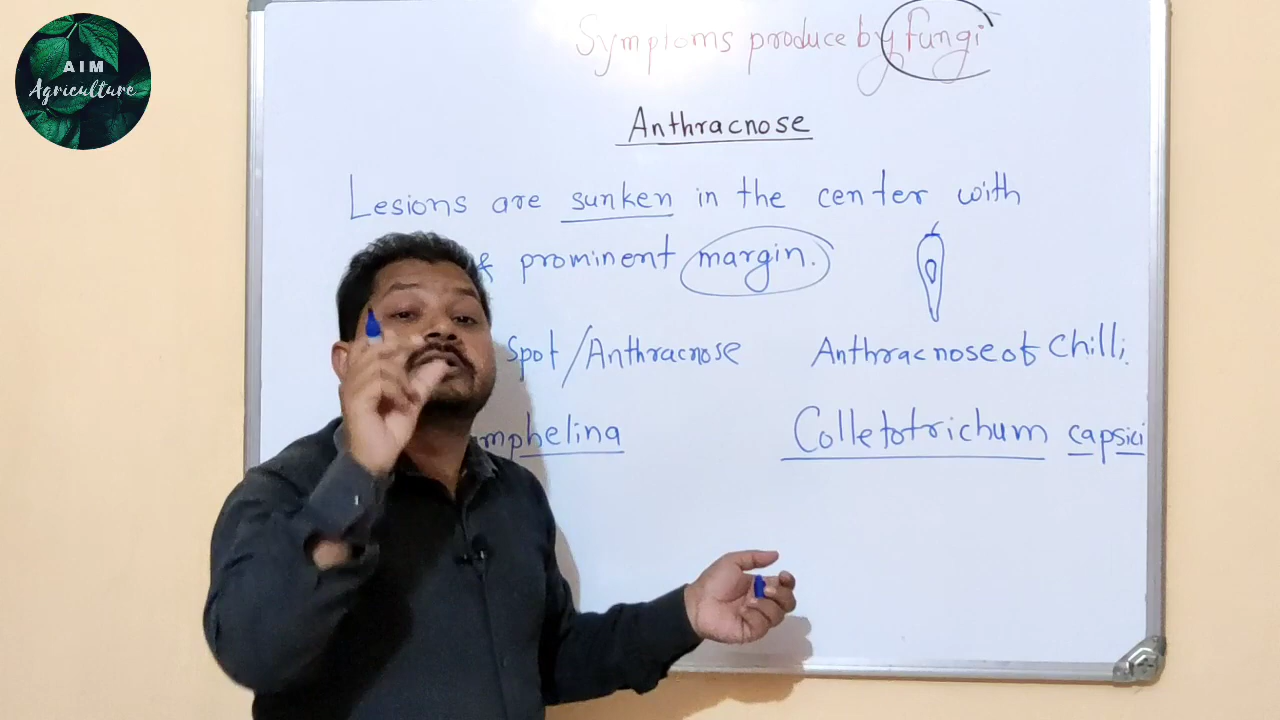 AIM
Agriculture
Symptoms produce by fungi
Anthracnose
Lesions are sunken in the center with
& prominent margin.
Spot/Anthracnose
Anthracnose of Chilli
mphelina
Colletotrichum capsici